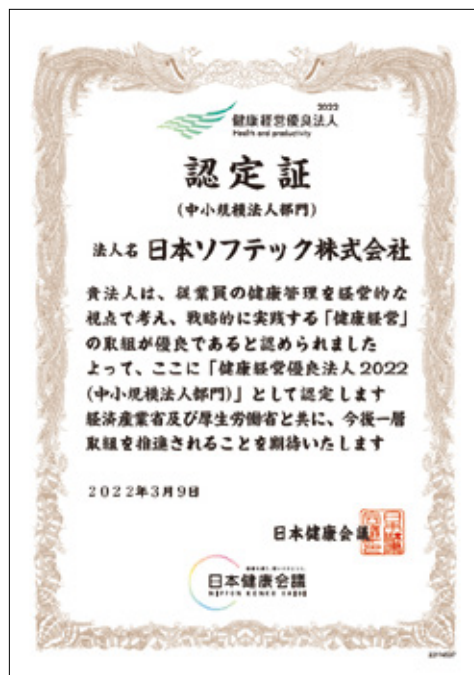 2022
健康経営優良法人
Health and productivity
認定証
(中小規模法人部門)
法人名 日本ソフテック株式会社
貴法人は、従業員の健康管理を経営的な
視点で考え、戦略的に実践する「健康経営」
の取組が優良であると認められました
よって、ここに「健康経営優良法人2022
(中小規模法人部門)」として認定します
経済産業省及び厚生労働省と共に、今後一層
取組を推進されることを期待いたします
2022年3月9日
日本健康会議
日本健康会議
NIPPON KENKO KAIGI